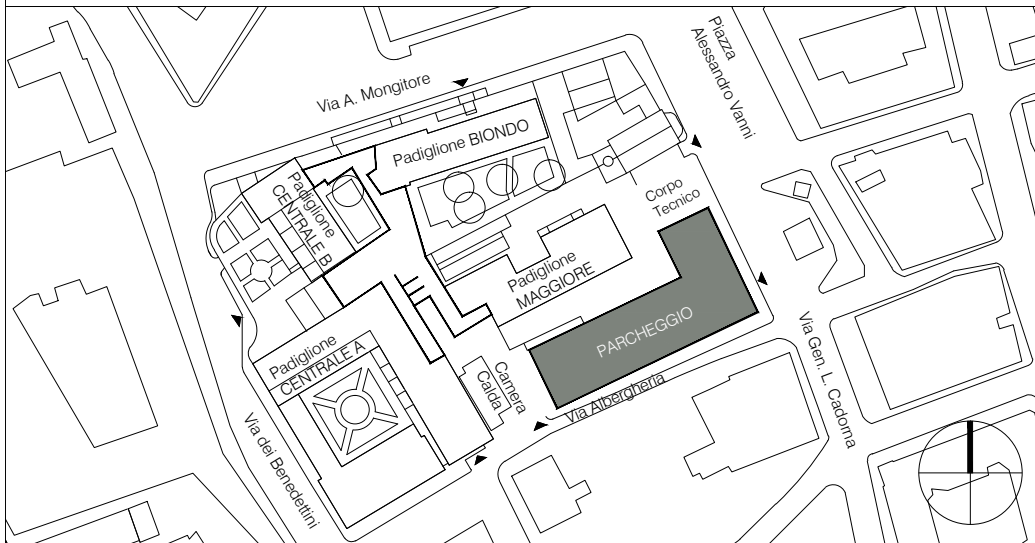 Piazza
Alessandro Vanni
Via A. Mongitore
Padiglione BIONDO
Padiglione
CENTRALE B
Corpo
Tecnico
Padiglione
MAGGIORE
PARCHEGGIO
Padiglione
CENTRALE A
Camera
Calda
Via Albergheria
Via Gen. L. Cadorna
Via dei Benedettini